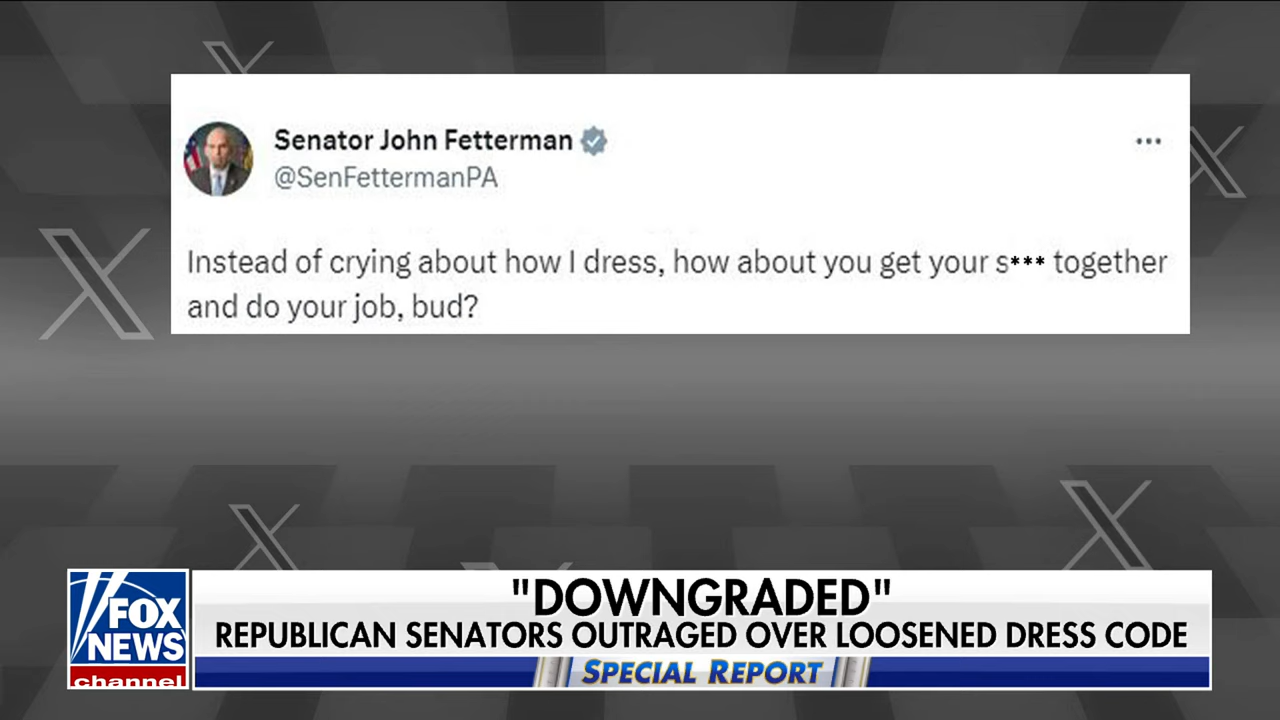 Senator John Fetterman
@SenFettermanPA
Instead of crying about how I dress, how about you get your s*** together
and do your job, bud?
FOX
NEWS
channel
"DOWNGRADED"
REPUBLICAN SENATORS OUTRAGED OVER LOOSENED DRESS CODE
SPECIAL REPORT